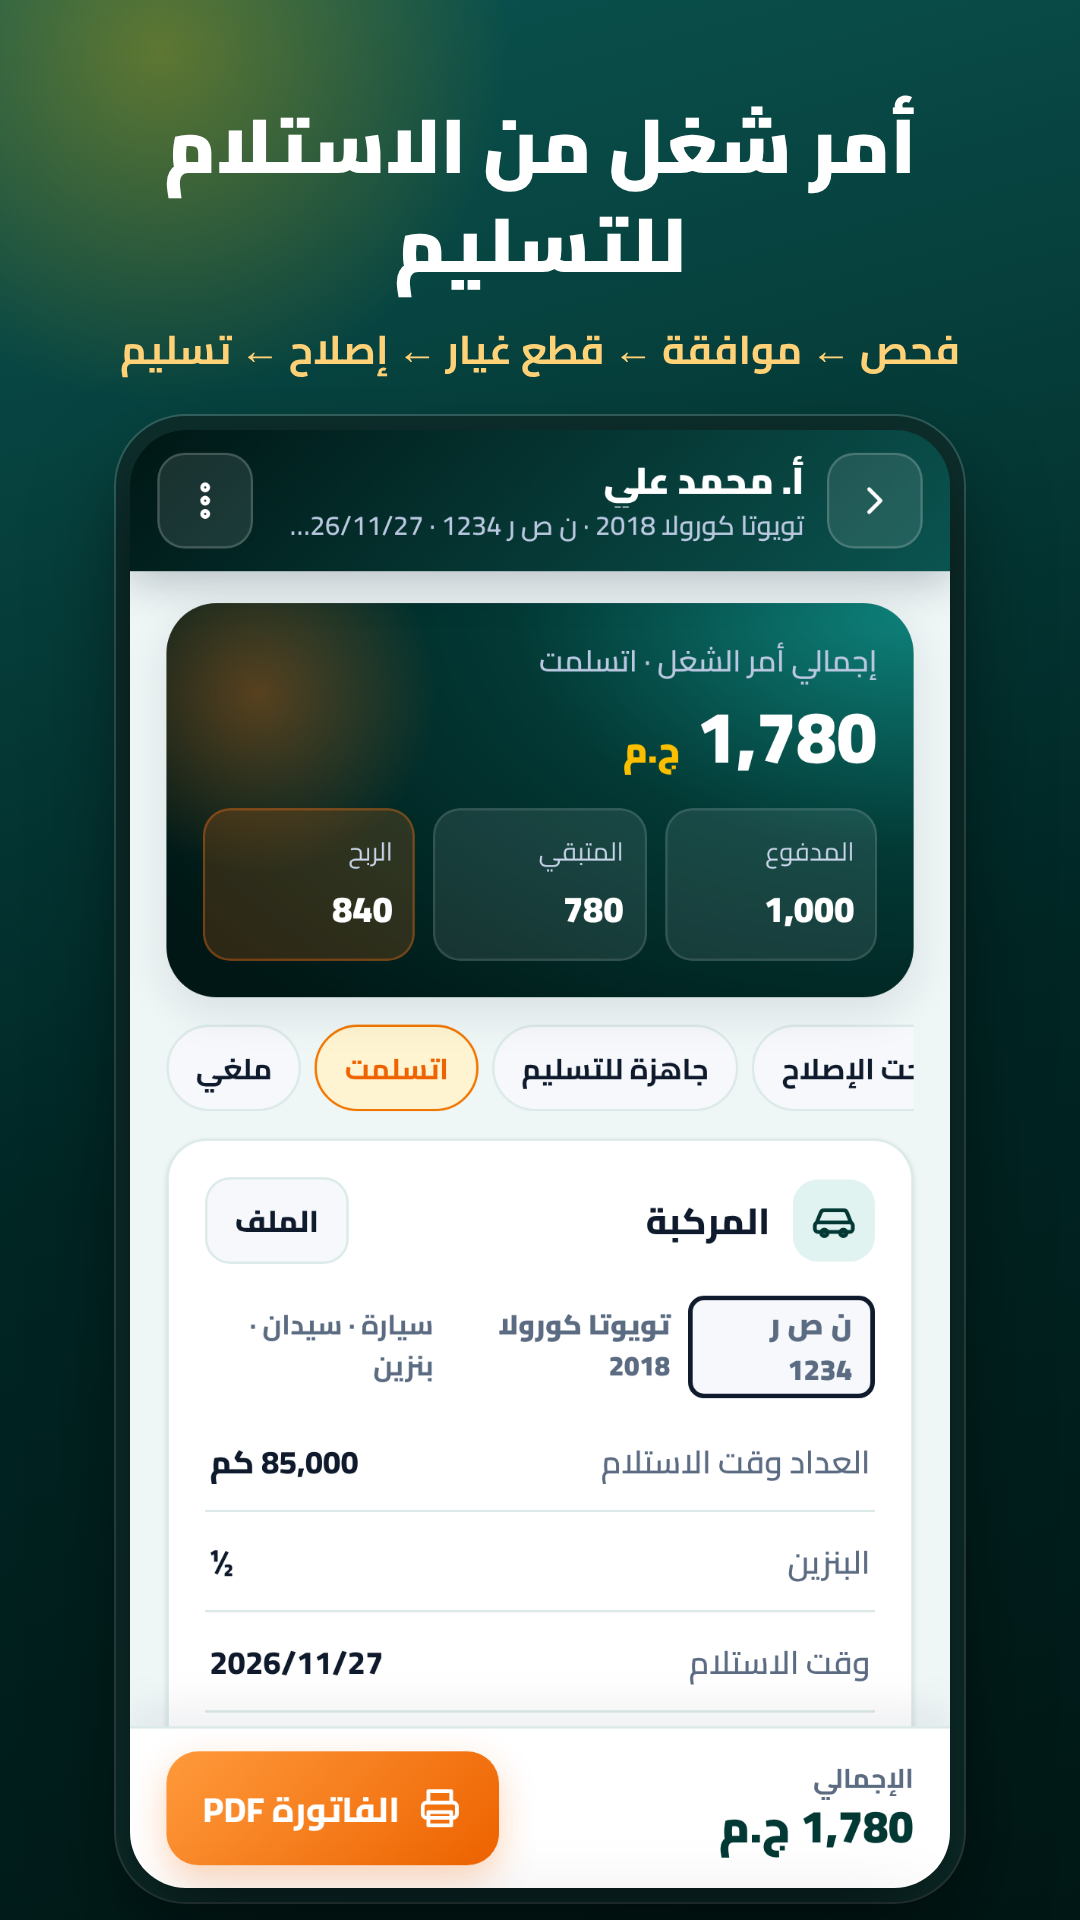 أمر شغل من الاستلام
للتسليم
فحص ← موافقة ← قطع غيار ← إصلاح ← تسليم
أ. محمد علي
تويوتا كورولا 2018 · ن ص ر 1234 · 26/11/27...
إجمالي أمر الشغل · اتسلمت
1,780 ج.م
المدفوع
1,000
المتبقي
780
الربح
840
الإصلاح
جاهزة للتسليم
اتسلمت
ملغي
المركبة
الملف
ن ص ر
1234
تويوتا كورولا
2018
سيارة · سيدان ·
بنزين
العداد وقت الاستلام
85,000 كم
البنزين
½
وقت الاستلام
2026/11/27
الإجمالي
1,780 ج.م
الفاتورة PDF